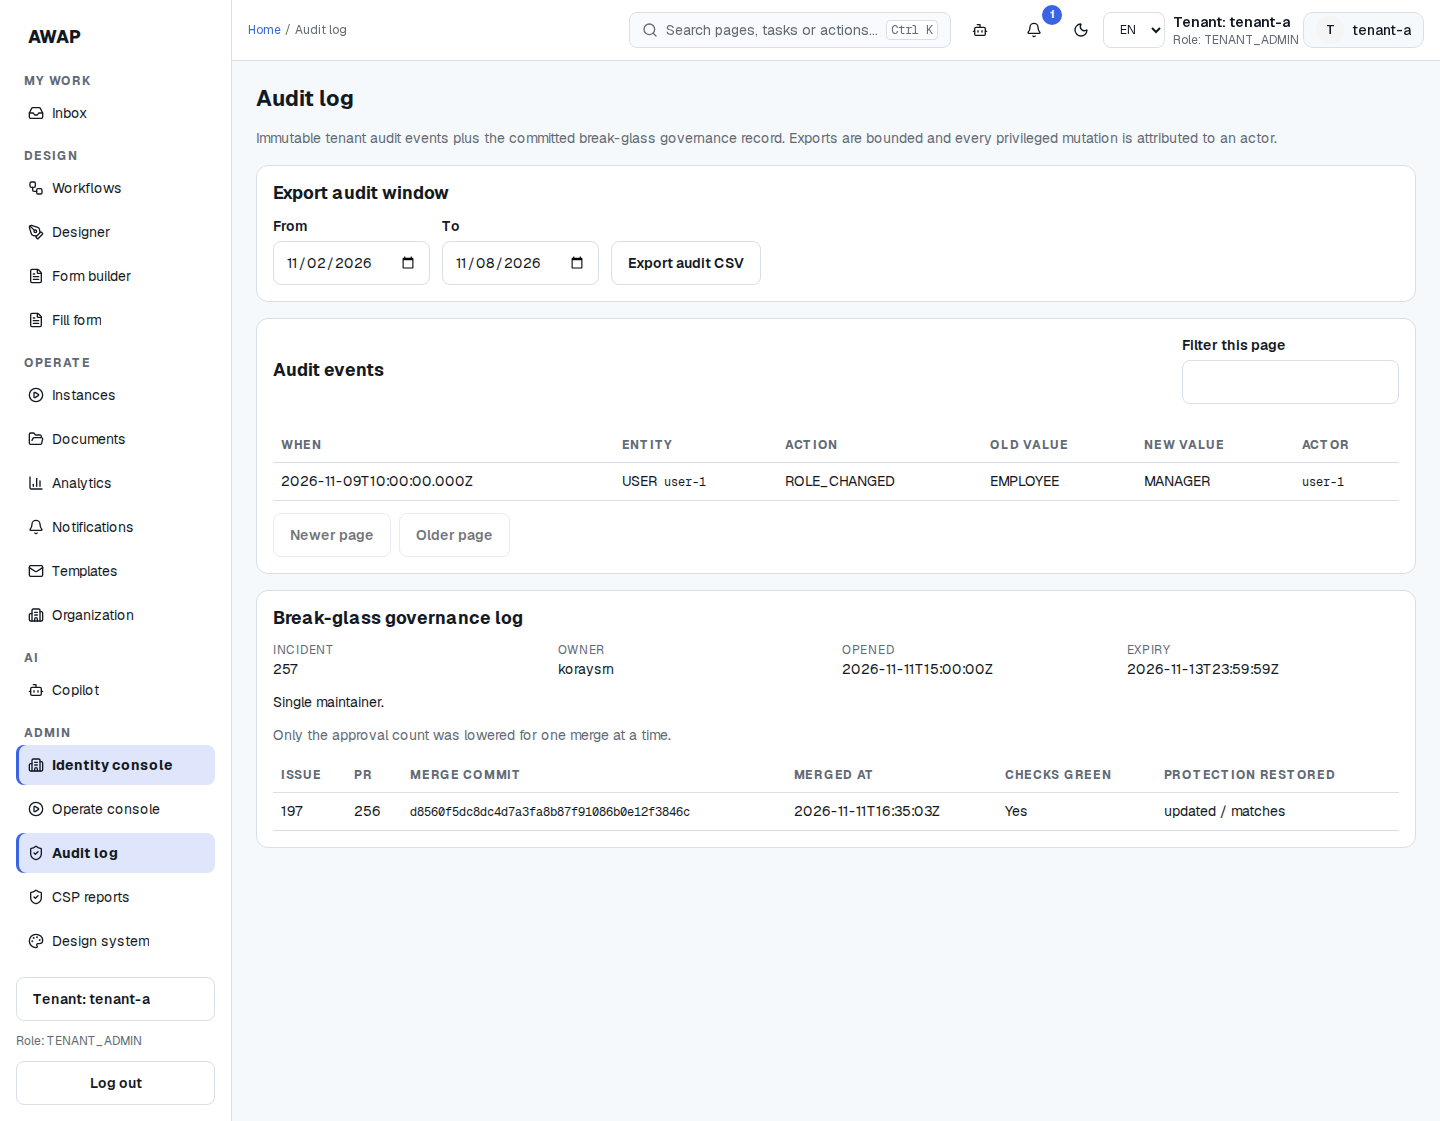 AWAP
MY WORK
Inbox
DESIGN
Workflows
Designer
Form builder
Fill form
OPERATE
Instances
Documents
Analytics
Notifications
Templates
Organization
AI
Copilot
ADMIN
Identity console
Operate console
Audit log
CSP reports
Design system
Tenant: tenant-a
Role: TENANT_ADMIN
Log out
Home / Audit log
Search pages, tasks or actions... Ctrl K
1
EN
Tenant: tenant-a
Role: TENANT_ADMIN
T tenant-a
Audit log
Immutable tenant audit events plus the committed break-glass governance record. Exports are bounded and every privileged mutation is attributed to an actor.
Export audit window
From To
11/02/2026 11/08/2026 Export audit CSV
Audit events
Filter this page
WHEN ENTITY ACTION OLD VALUE NEW VALUE ACTOR
2026-11-09T10:00:00.000Z USER user-1 ROLE_CHANGED EMPLOYEE MANAGER user-1
Newer page Older page
Break-glass governance log
INCIDENT OWNER OPENED EXPIRY
257 koraysrn 2026-11-11T15:00:00Z 2026-11-13T23:59:59Z
Single maintainer.
Only the approval count was lowered for one merge at a time.
ISSUE PR MERGE COMMIT MERGED AT CHECKS GREEN PROTECTION RESTORED
197 256 d8560f5dc8dc4d7a3fa8b87f91086b0e12f3846c 2026-11-11T16:35:03Z Yes updated / matches